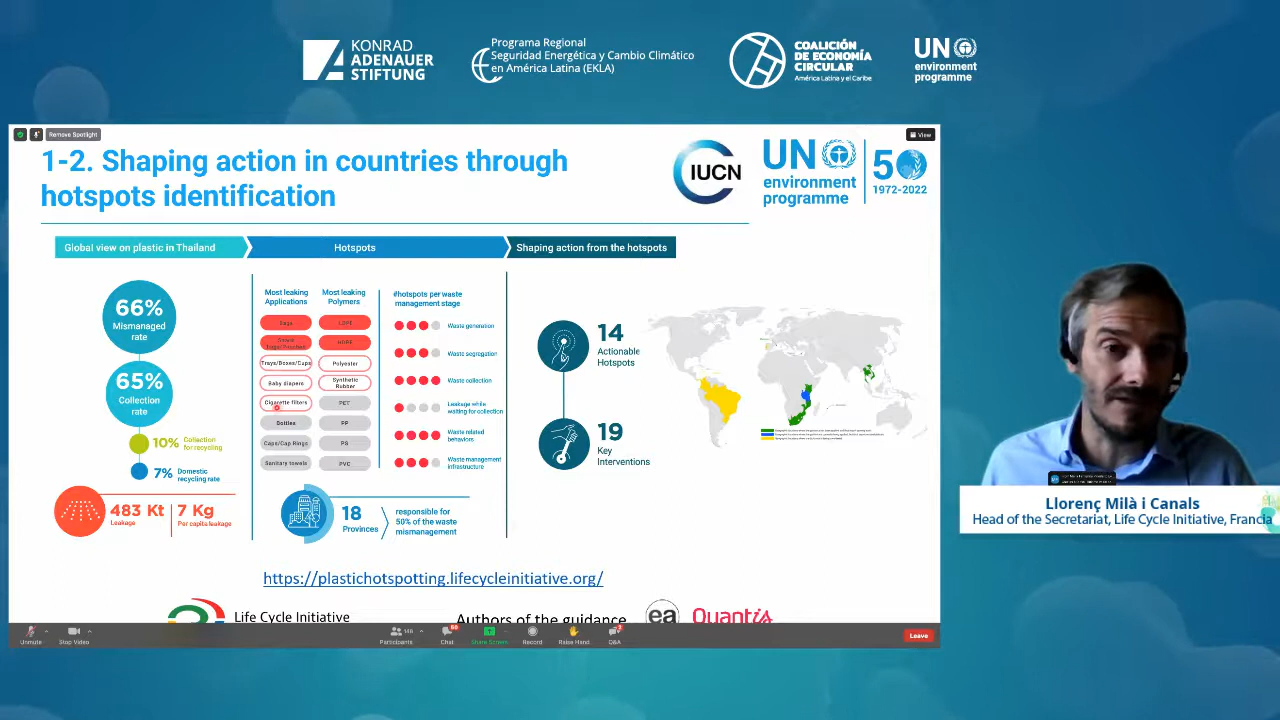 KONRAD
ADENAUER
STIFTUNG
Programa Regional
Seguridad Energética y Cambio Climático
en América Latina (EKLA)
COALICIÓN
DE ECONOMÍA
CIRCULAR
América Latina y el Caribe
UN
environment
programme
Remove Spotlight
View
1-2. Shaping action in countries through
hotspots identification
IUCN
UN
environment
programme
50
1972-2022
Global view on plastic in Thailand
Hotspots
Shaping action from the hotspots
66%
Mismanaged
rate
65%
Collection
rate
10%
Collection
for recycling
7%
Domestic
recycling rate
483 Kt
Leakage
7 Kg
Per capita leakage
Most leaking
Applications
Most leaking
Polymers
Bags
LDPE
HDPE
Trays/Boxes/Cups
Polyester
Baby diapers
Synthetic
Rubber
Cigarette filters
PET
Bottles
PP
Caps/Cap Rings
PS
Sanitary towels
PVC
#hotspots per waste
management stage
Waste generation
Waste segregation
Waste collection
Leakage while
waiting for collection
Waste related
behaviors
Waste management
infrastructure
18
Provinces
responsible for
50% of the waste
mismanagement
14
Actionable
Hotspots
19
Key
Interventions
https://plastichotspotting.lifecycleinitiative.org/
Life Cycle Initiative
Authors of the guidance
ea
Quantis
Unmute
Stop Video
Participants
146
Chat
Share Screen
Record
Raise Hand
Q&A
Leave
Llorenç Milà i Canals
Head of the Secretariat, Life Cycle Initiative, Francia